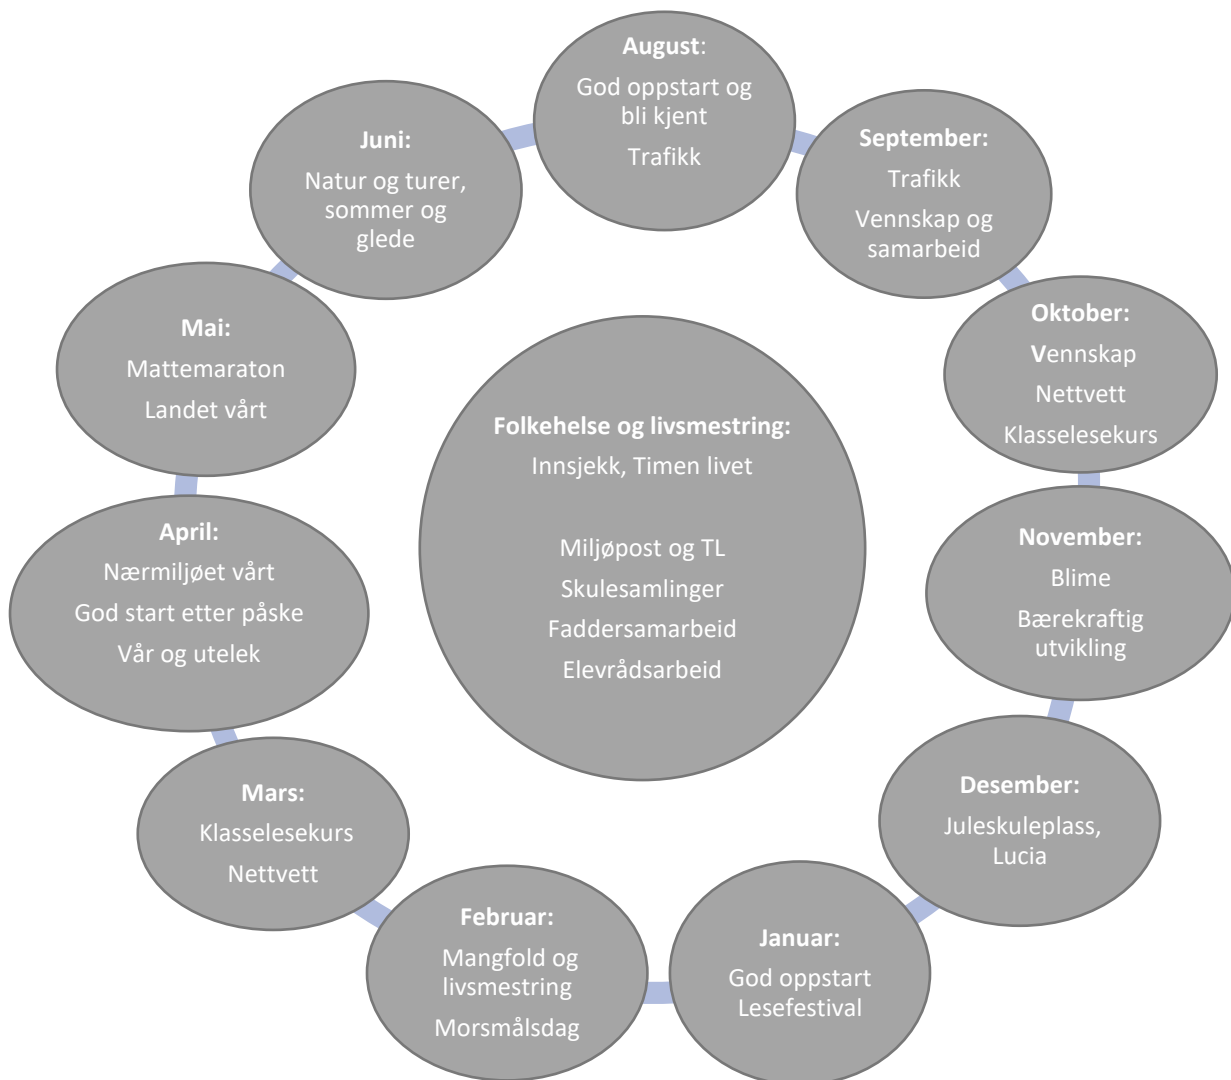 August:
God oppstart og
bli kjent
Trafikk
September:
Trafikk
Vennskap og
samarbeid
Oktober:
Vennskap
Nettvett
Klasselesekurs
November:
Blime
Bærekraftig
utvikling
Desember:
Juleskuleplass,
Lucia
Januar:
God oppstart
Lesefestival
Februar:
Mangfold og
livsmestring
Morsmålsdag
Mars:
Klasselesekurs
Nettvett
April:
Nærmiljøet vårt
God start etter påske
Vår og utelek
Mai:
Mattemaraton
Landet vårt
Juni:
Natur og turer,
sommer og
glede
Folkehelse og livsmestring:
Innsjekk, Timen livet
Miljøpost og TL
Skulesamlinger
Faddersamarbeid
Elevrådsarbeid